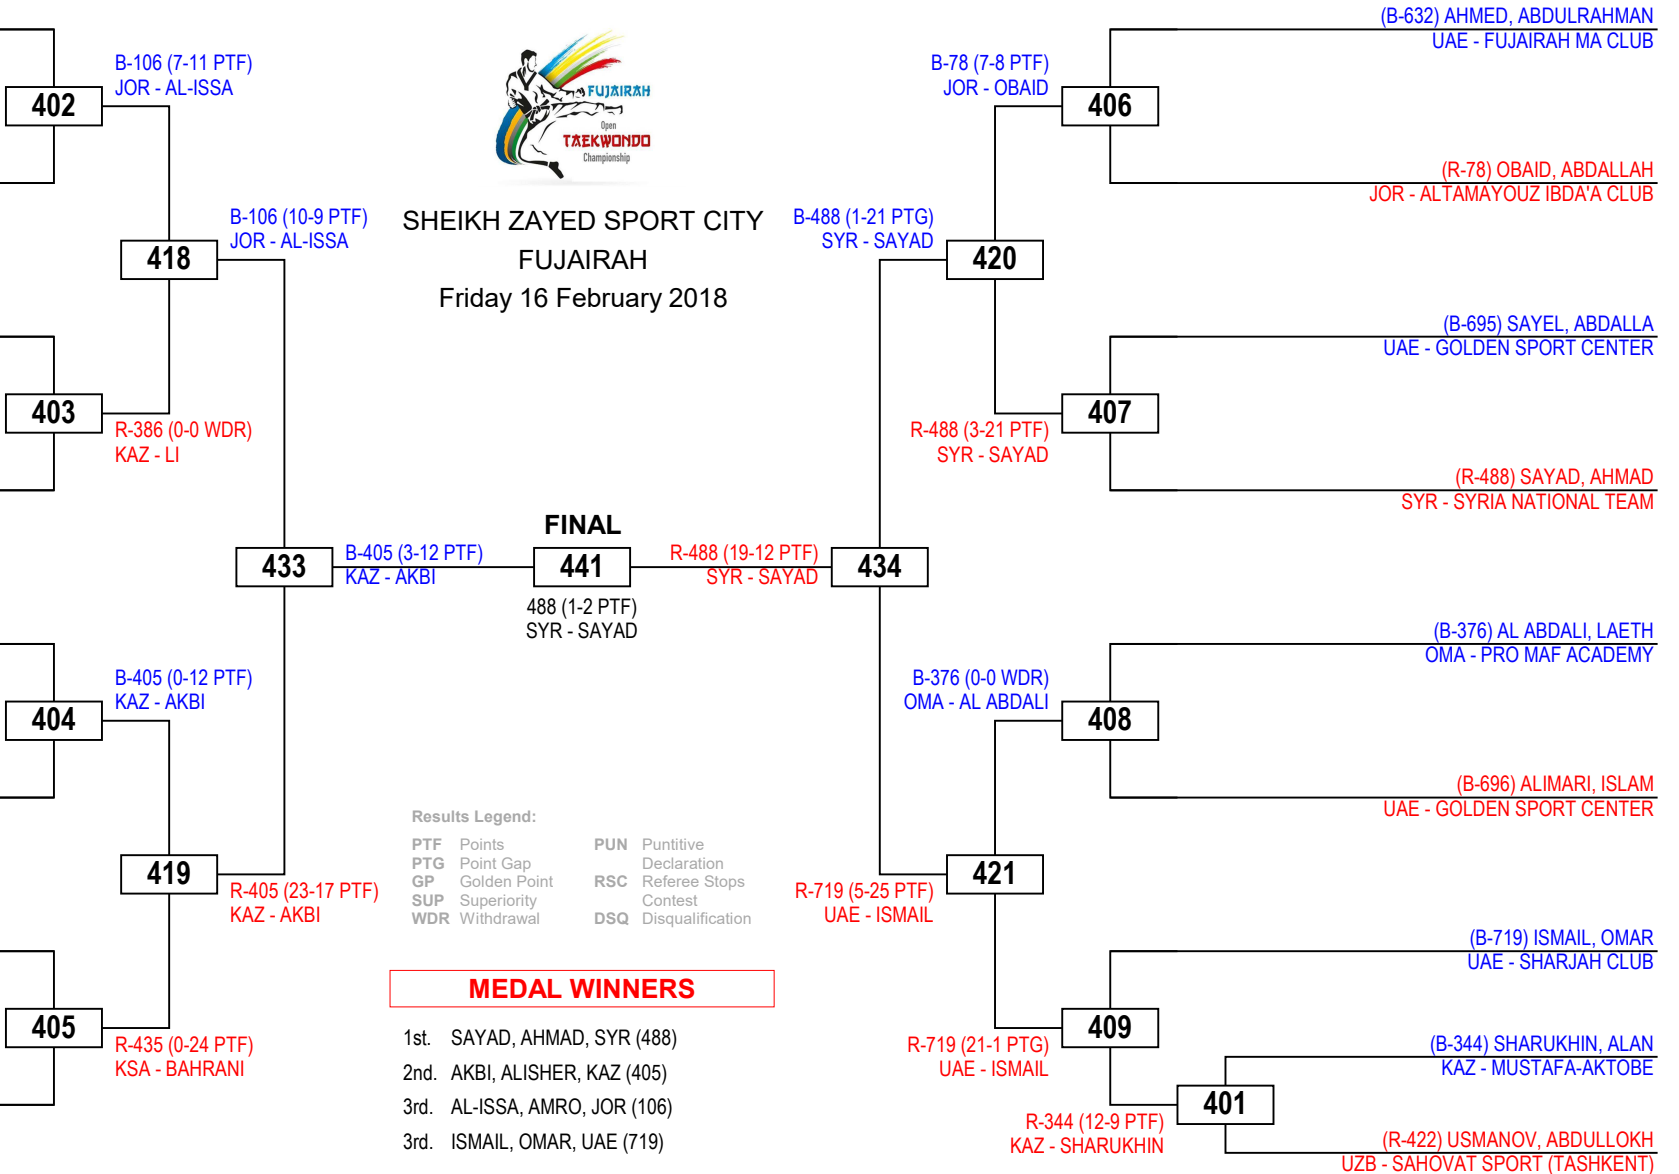 402
B-106 (7-11 PTF)
JOR - AL-ISSA
418
B-106 (10-9 PTF)
JOR - AL-ISSA
403
R-386 (0-0 WDR)
KAZ - LI
433
B-405 (3-12 PTF)
KAZ - AKBI
404
B-405 (0-12 PTF)
KAZ - AKBI
419
R-405 (23-17 PTF)
KAZ - AKBI
405
R-435 (0-24 PTF)
KSA - BAHRANI
FUJAIRAH
Open
TAEKWONDO
Championship
SHEIKH ZAYED SPORT CITY
FUJAIRAH
Friday 16 February 2018
FINAL
441
488 (1-2 PTF)
SYR - SAYAD
Results Legend:
PTF Points
PTG Point Gap
GP Golden Point
SUP Superiority
WDR Withdrawal
PUN Puntitive
Declaration
RSC Referee Stops
Contest
DSQ Disqualification
MEDAL WINNERS
1st. SAYAD, AHMAD, SYR (488)
2nd. AKBI, ALISHER, KAZ (405)
3rd. AL-ISSA, AMRO, JOR (106)
3rd. ISMAIL, OMAR, UAE (719)
R-488 (19-12 PTF)
SYR - SAYAD
434
B-488 (1-21 PTG)
SYR - SAYAD
420
B-78 (7-8 PTF)
JOR - OBAID
406
(B-632) AHMED, ABDULRAHMAN
UAE - FUJAIRAH MA CLUB
(R-78) OBAID, ABDALLAH
JOR - ALTAMAYOUZ IBDA'A CLUB
R-488 (3-21 PTF)
SYR - SAYAD
407
(B-695) SAYEL, ABDALLA
UAE - GOLDEN SPORT CENTER
(R-488) SAYAD, AHMAD
SYR - SYRIA NATIONAL TEAM
R-719 (5-25 PTF)
UAE - ISMAIL
421
B-376 (0-0 WDR)
OMA - AL ABDALI
408
(B-376) AL ABDALI, LAETH
OMA - PRO MAF ACADEMY
(B-696) ALIMARI, ISLAM
UAE - GOLDEN SPORT CENTER
R-719 (21-1 PTG)
UAE - ISMAIL
409
(B-719) ISMAIL, OMAR
UAE - SHARJAH CLUB
R-344 (12-9 PTF)
KAZ - SHARUKHIN
401
(B-344) SHARUKHIN, ALAN
KAZ - MUSTAFA-AKTOBE
(R-422) USMANOV, ABDULLOKH
UZB - SAHOVAT SPORT (TASHKENT)